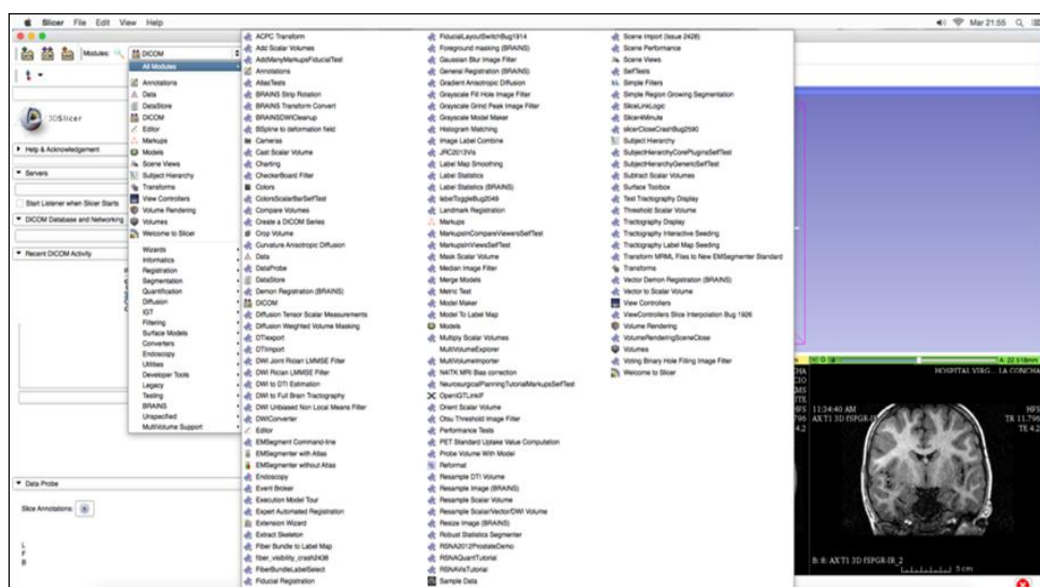 Slicer File Edit View Help
Mar 21:55
Modules:
DICOM
3DSlicer
Help & Acknowledgement
Servers
Start Listener when Slicer Starts
DICOM Database and Networking
Recent DICOM Activity
Data Probe
Slice Annotations:
L
F
B
All Modules
Annotations
Data
DataStore
DICOM
Editor
Markups
Models
Scene Views
Subject Hierarchy
Transforms
View Controllers
Volume Rendering
Volumes
Welcome to Slicer
Wizards
Informatics
Registration
Segmentation
Quantification
Diffusion
IGT
Filtering
Surface Models
Converters
Endoscopy
Utilities
Developer Tools
Legacy
Testing
BRAINS
Unspecified
MultiVolume Support
ACPC Transform
Add Scalar Volumes
AddManyMarkupsFiducialTest
Annotations
AtlasTests
BRAINS Strip Rotation
BRAINS Transform Convert
BRAINSDWICleanup
BSpline to deformation field
Cameras
Cast Scalar Volume
Charting
CheckerBoard Filter
Colors
ColorsScalarBarSelfTest
Compare Volumes
Create a DICOM Series
Crop Volume
Curvature Anisotropic Diffusion
Data
DataProbe
DataStore
Demon Registration (BRAINS)
DICOM
Diffusion Tensor Scalar Measurements
Diffusion Weighted Volume Masking
DTIexport
DTIimport
DWI Joint Rician LMMSE Filter
DWI Rician LMMSE Filter
DWI to DTI Estimation
DWI to Full Brain Tractography
DWI Unbiased Non Local Means Filter
DWIConverter
Editor
EMSegment Command-line
EMSegmenter with Atlas
EMSegmenter without Atlas
Endoscopy
Event Broker
Execution Model Tour
Expert Automated Registration
Extension Wizard
Extract Skeleton
Fiber Bundle to Label Map
fiber_visibility_crash2438
FiberBundleLabelSelect
Fiducial Registration
FiducialLayoutSwitchBug1914
Foreground masking (BRAINS)
Gaussian Blur Image Filter
General Registration (BRAINS)
Gradient Anisotropic Diffusion
Grayscale Fill Hole Image Filter
Grayscale Grind Peak Image Filter
Grayscale Model Maker
Histogram Matching
Image Label Combine
JRC2013Vis
Label Map Smoothing
Label Statistics
Label Statistics (BRAINS)
labelToggleBug2049
Landmark Registration
Markups
MarkupsInCompareViewersSelfTest
MarkupsInViewsSelfTest
Mask Scalar Volume
Median Image Filter
Merge Models
Metric Test
Model Maker
Model To Label Map
Models
Multiply Scalar Volumes
MultiVolumeExplorer
MultiVolumeImporter
N4ITK MRI Bias correction
NeurosurgicalPlanningTutorialMarkupsSelfTest
OpenIGTLinkIF
Orient Scalar Volume
Otsu Threshold Image Filter
Performance Tests
PET Standard Uptake Value Computation
Probe Volume With Model
Reformat
Resample DTI Volume
Resample Image (BRAINS)
Resample Scalar Volume
Resample Scalar/Vector/DWI Volume
Resize Image (BRAINS)
Robust Statistics Segmenter
RSNA2012ProstateDemo
RSNAQuantTutorial
RSNAVisTutorial
Sample Data
Scene Import (Issue 2428)
Scene Performance
Scene Views
SelfTests
Simple Filters
Simple Region Growing Segmentation
SliceLinkLogic
Slicer4Minute
slicerCloseCrashBug2590
Subject Hierarchy
SubjectHierarchyCorePluginsSelfTest
SubjectHierarchyGenericSelfTest
Subtract Scalar Volumes
Surface Toolbox
Test Tractography Display
Threshold Scalar Volume
Tractography Display
Tractography Interactive Seeding
Tractography Label Map Seeding
Transform MRML Files to New EMSegmenter Standard
Transforms
Vector Demon Registration (BRAINS)
Vector to Scalar Volume
View Controllers
ViewControllers Slice Interpolation Bug 1926
Volume Rendering
VolumeRenderingSceneClose
Volumes
Voting Binary Hole Filling Image Filter
Welcome to Slicer
A: 22.518mm
HOSPITAL VIRG... LA CONCHA
11:34:40 AM
HFS
AX T1 3D fSPGR-IR
TR 11.796
TE 4.2
B: 8: AX T1 3D fSPGR-IR_2
5 cm